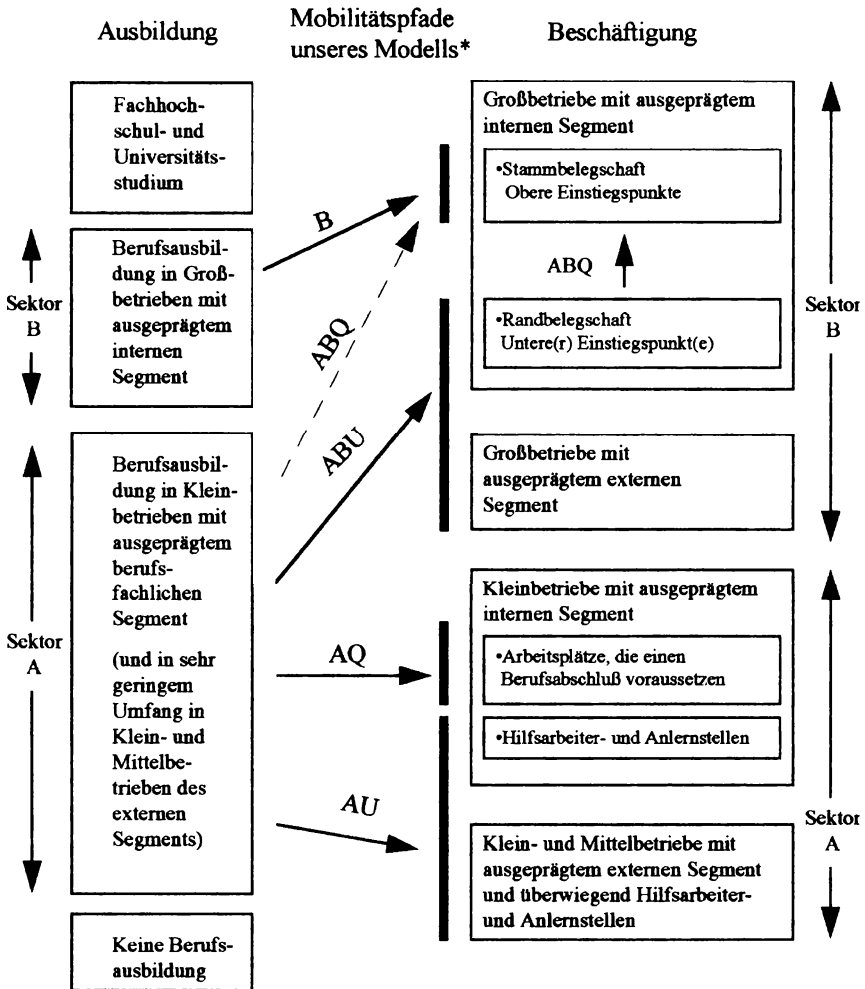 Ausbildung
Mobilitätspfade
unseres Modells*
Beschäftigung
Fachhoch-
schul- und
Universitäts-
studium
Sektor
B
Berufsausbil-
dung in Groß-
betrieben mit
ausgeprägtem
internen
Segment
Sektor
A
Berufsausbil-
dung in Klein-
betrieben mit
ausgeprägtem
berufs-
fachlichen
Segment
(und in sehr
geringem
Umfang in
Klein- und
Mittelbe-
trieben des
externen
Segments)
Keine Berufs-
ausbildung
B
ABQ
ABU
AQ
AU
Großbetriebe mit ausgeprägtem
internen Segment
•Stammbelegschaft
Obere Einstiegspunkte
ABQ
•Randbelegschaft
Untere(r) Einstiegspunkt(e)
Großbetriebe mit
ausgeprägtem externen
Segment
Sektor
B
Kleinbetriebe mit ausgeprägtem
internen Segment
•Arbeitsplätze, die einen
Berufsabschluß voraussetzen
•Hilfsarbeiter- und Anlernstellen
Klein- und Mittelbetriebe mit
ausgeprägtem externen Segment
und überwiegend Hilfsarbeiter-
und Anlernstellen
Sektor
A